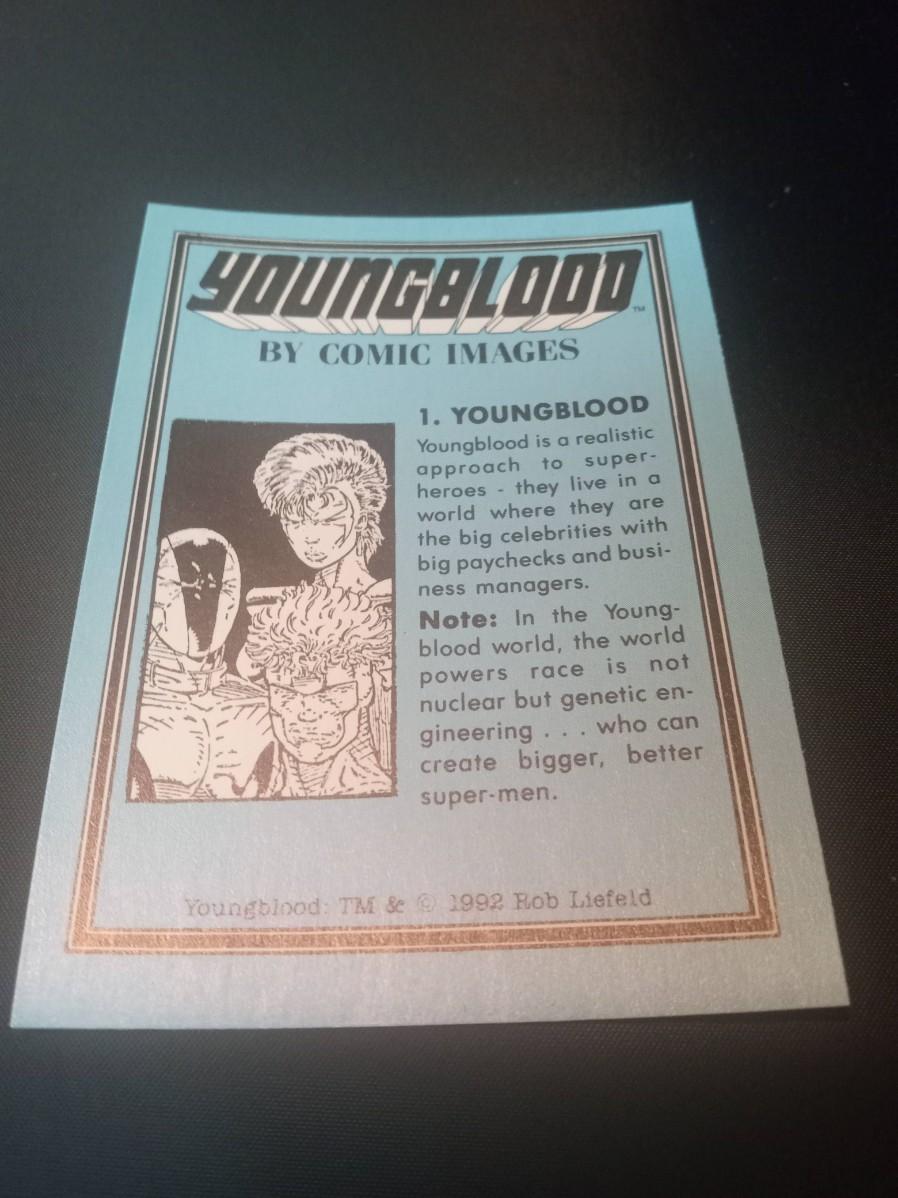 YOUNGBLOOD™
BY COMIC IMAGES
1. YOUNGBLOOD
Youngblood is a realistic
approach to super-
heroes - they live in a
world where they are
the big celebrities with
big paychecks and busi-
ness managers.
Note: In the Young-
blood world, the world
powers race is not
nuclear but genetic en-
gineering . . . who can
create bigger, better
super-men.
Youngblood: TM & © 1992 Rob Liefeld